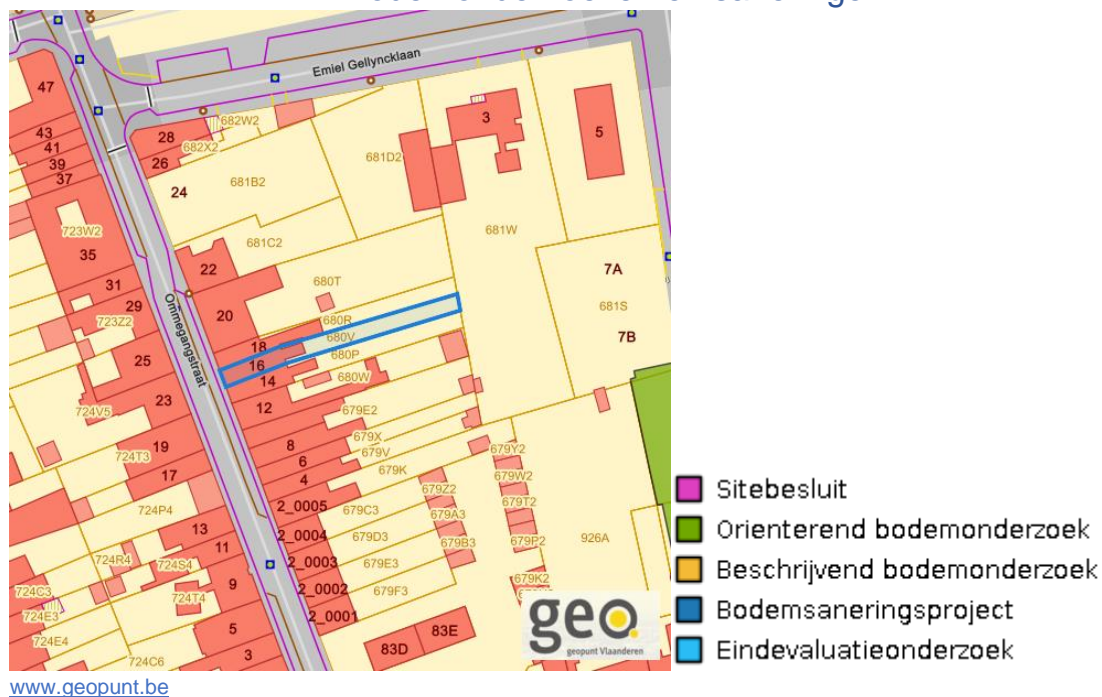 Emiel Gellyncklaan
47
682W2
43
28
3
5
41
682X2
39
26
681D2
37
24
681B2
723W2
681W
35
681C2
22
7A
31
680T
29
681S
20
723Z2
680R
7B
Ommegangstraat
18
680V
25
16
680P
14
680W
23
12
679E2
724V5
679X
19
8
679V
679Y2
724T3
6
17
679K
679W2
4
679Z2
724P4
2_0005
679C3
679T2
679A3
13
2_0004
679D3
679B3
679P2
926A
11
724R4
724S4
2_0003
679E3
9
679K2
724C3
724T4
2_0002
679F3
724E3
2_0001
5
83E
724E4
83D
724C6
3
geo.
geopunt Vlaanderen
Sitebesluit
Orienterend bodemonderzoek
Beschrijvend bodemonderzoek
Bodemsaneringsproject
Eindevaluatieonderzoek
www.geopunt.be